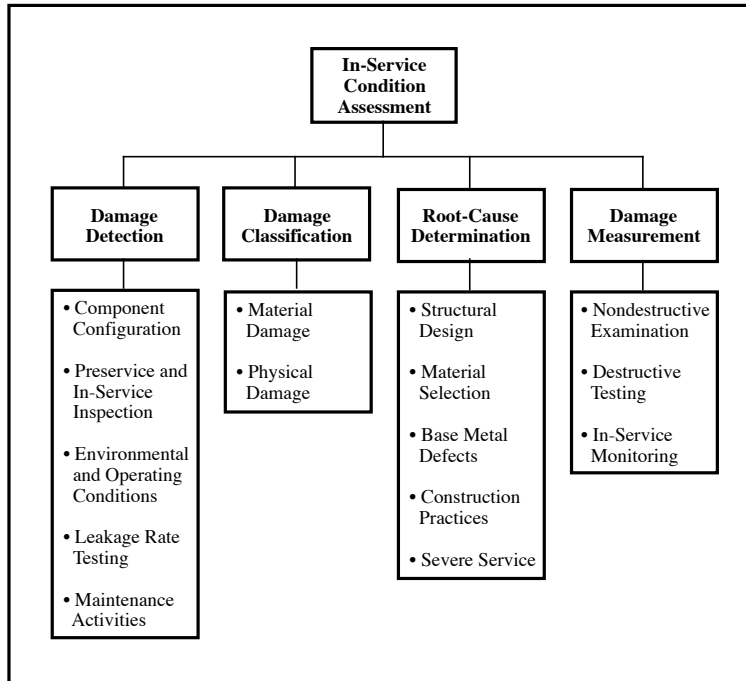 In-Service
Condition
Assessment
Damage
Detection
• Component
Configuration
• Preservice and
In-Service
Inspection
• Environmental
and Operating
Conditions
• Leakage Rate
Testing
• Maintenance
Activities
Damage
Classification
• Material
Damage
• Physical
Damage
Root-Cause
Determination
• Structural
Design
• Material
Selection
• Base Metal
Defects
• Construction
Practices
• Severe Service
Damage
Measurement
• Nondestructive
Examination
• Destructive
Testing
• In-Service
Monitoring